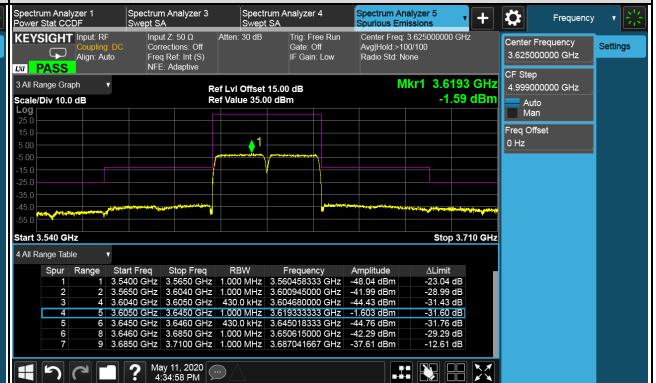 Spectrum Analyzer 1
Power Stat CCDF
Spectrum Analyzer 3
Swept SA
Spectrum Analyzer 4
Swept SA
Spectrum Analyzer 5
Spurious Emissions
Frequency
KEYSIGHT
Input: RF
Coupling: DC
Align: Auto
Input Z: 50 Ω
Corrections: Off
Freq Ref: Int (S)
NFE: Adaptive
Atten: 30 dB
Trig: Free Run
Gate: Off
IF Gain: Low
Center Freq: 3.625000000 GHz
Avg|Hold:>100/100
Radio Std: None
LXI
PASS
Center Frequency
3.625000000 GHz
Settings
CF Step
4.999000000 GHz
Auto
Man
Freq Offset
0 Hz
3 All Range Graph
Scale/Div 10.0 dB
Ref Lvl Offset 15.00 dB
Ref Value 35.00 dBm
Mkr1 3.6193 GHz
-1.59 dBm
Log
25.0
15.0
5.00
-5.00
-15.0
-25.0
-35.0
-45.0
-55.0
1
Start 3.540 GHz
Stop 3.710 GHz
4 All Range Table
Spur Range Start Freq Stop Freq RBW Frequency Amplitude ΔLimit
1 1 3.5400 GHz 3.5650 GHz 1.000 MHz 3.560458333 GHz -48.04 dBm -23.04 dB
2 2 3.5650 GHz 3.6040 GHz 1.000 MHz 3.600945000 GHz -41.99 dBm -28.99 dB
3 4 3.6040 GHz 3.6050 GHz 430.0 kHz 3.604680000 GHz -44.43 dBm -31.43 dB
4 5 3.6050 GHz 3.6450 GHz 1.000 MHz 3.619333333 GHz -1.603 dBm -31.60 dB
5 6 3.6450 GHz 3.6460 GHz 430.0 kHz 3.645018333 GHz -44.76 dBm -31.76 dB
6 8 3.6460 GHz 3.6850 GHz 1.000 MHz 3.650615000 GHz -42.29 dBm -29.29 dB
7 9 3.6850 GHz 3.7100 GHz 1.000 MHz 3.687041667 GHz -37.61 dBm -12.61 dB
May 11, 2020
4:34:58 PM